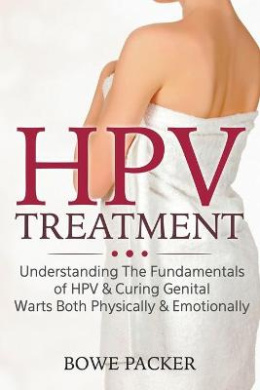 HPV
TREATMENT
Understanding The Fundamentals
of HPV & Curing Genital
Warts Both Physically & Emotionally
BOWE PACKER